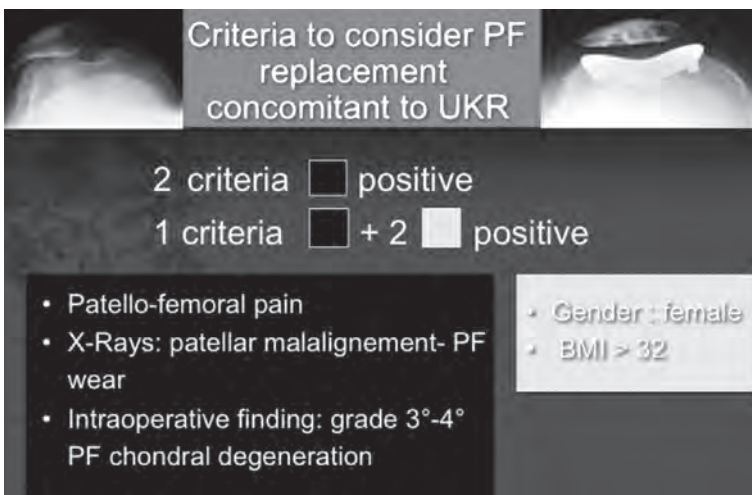 Criteria to consider PF
replacement
concomitant to UKR
2 criteria positive
1 criteria + 2 positive
• Patello-femoral pain
• X-Rays: patellar malalignement- PF
wear
• Intraoperative finding: grade 3°-4°
PF chondral degeneration
• Gender : female
• BMI > 32